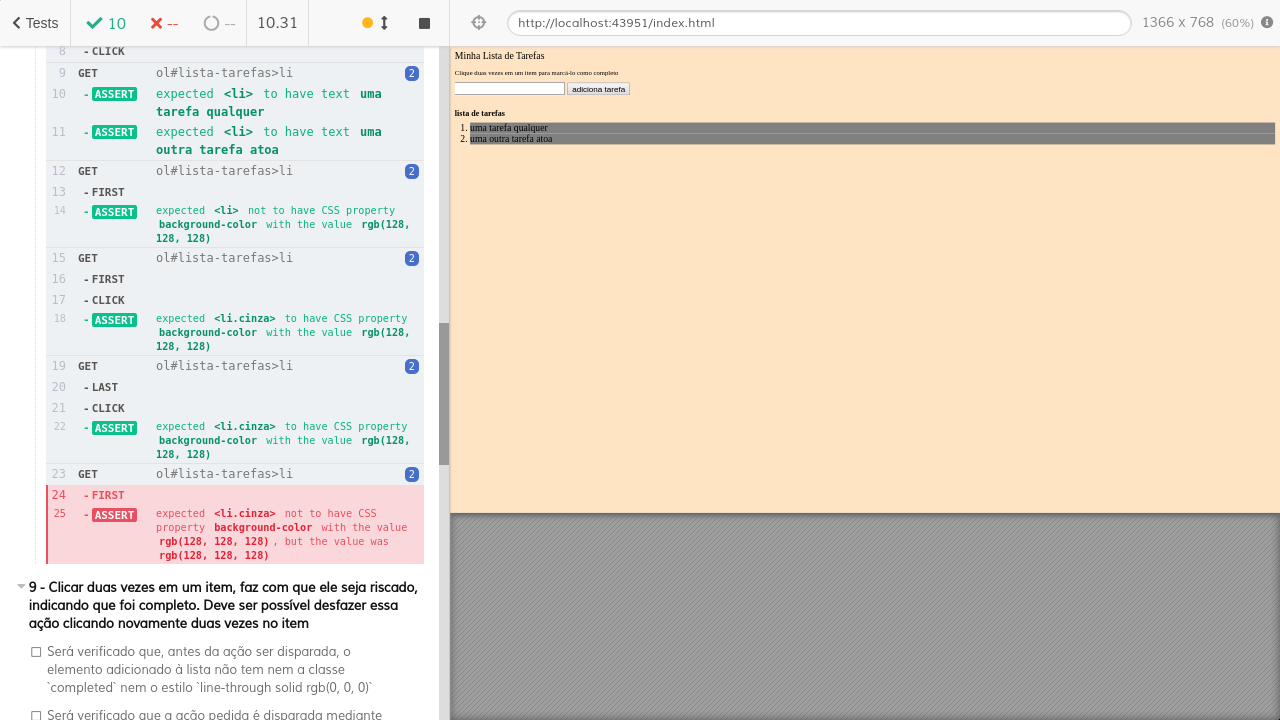 Tests 10 -- -- 10.31 http://localhost:43951/index.html 1366 x 768 (60%)
8 -CLICK
9 GET ol#lista-tarefas>li 2
10 -ASSERT expected <li> to have text uma
tarefa qualquer
11 -ASSERT expected <li> to have text uma
outra tarefa atoa
12 GET ol#lista-tarefas>li 2
13 -FIRST
14 -ASSERT expected <li> not to have CSS property
background-color with the value rgb(128,
128, 128)
15 GET ol#lista-tarefas>li 2
16 -FIRST
17 -CLICK
18 -ASSERT expected <li.cinza> to have CSS property
background-color with the value rgb(128,
128, 128)
19 GET ol#lista-tarefas>li 2
20 -LAST
21 -CLICK
22 -ASSERT expected <li.cinza> to have CSS property
background-color with the value rgb(128,
128, 128)
23 GET ol#lista-tarefas>li 2
24 -FIRST
25 -ASSERT expected <li.cinza> not to have CSS
property background-color with the value
rgb(128, 128, 128), but the value was
rgb(128, 128, 128)
9 - Clicar duas vezes em um item, faz com que ele seja riscado,
indicando que foi completo. Deve ser possível desfazer essa
ação clicando novamente duas vezes no item
Será verificado que, antes da ação ser disparada, o
elemento adicionado à lista não tem nem a classe
`completed` nem o estilo `line-through solid rgb(0, 0, 0)`
Será verificado que a ação pedida é disparada mediante
Minha Lista de Tarefas
Clique duas vezes em um item para marcá-lo como completo
adiciona tarefa
lista de tarefas
1. uma tarefa qualquer
2. uma outra tarefa atoa